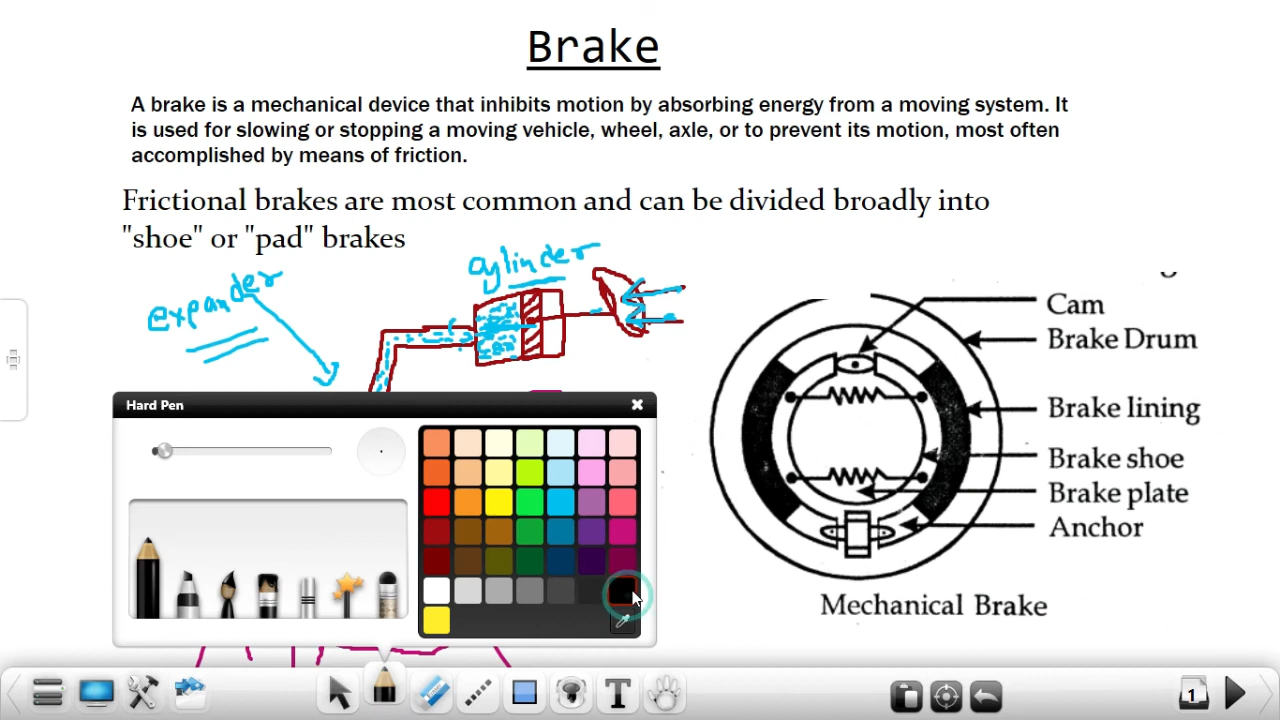 Brake
A brake is a mechanical device that inhibits motion by absorbing energy from a moving system. It
is used for slowing or stopping a moving vehicle, wheel, axle, or to prevent its motion, most often
accomplished by means of friction.
Frictional brakes are most common and can be divided broadly into
"shoe" or "pad" brakes
cylinder
expander
Cam
Brake Drum
Brake lining
Brake shoe
Brake plate
Anchor
Mechanical Brake
Hard Pen
T
1